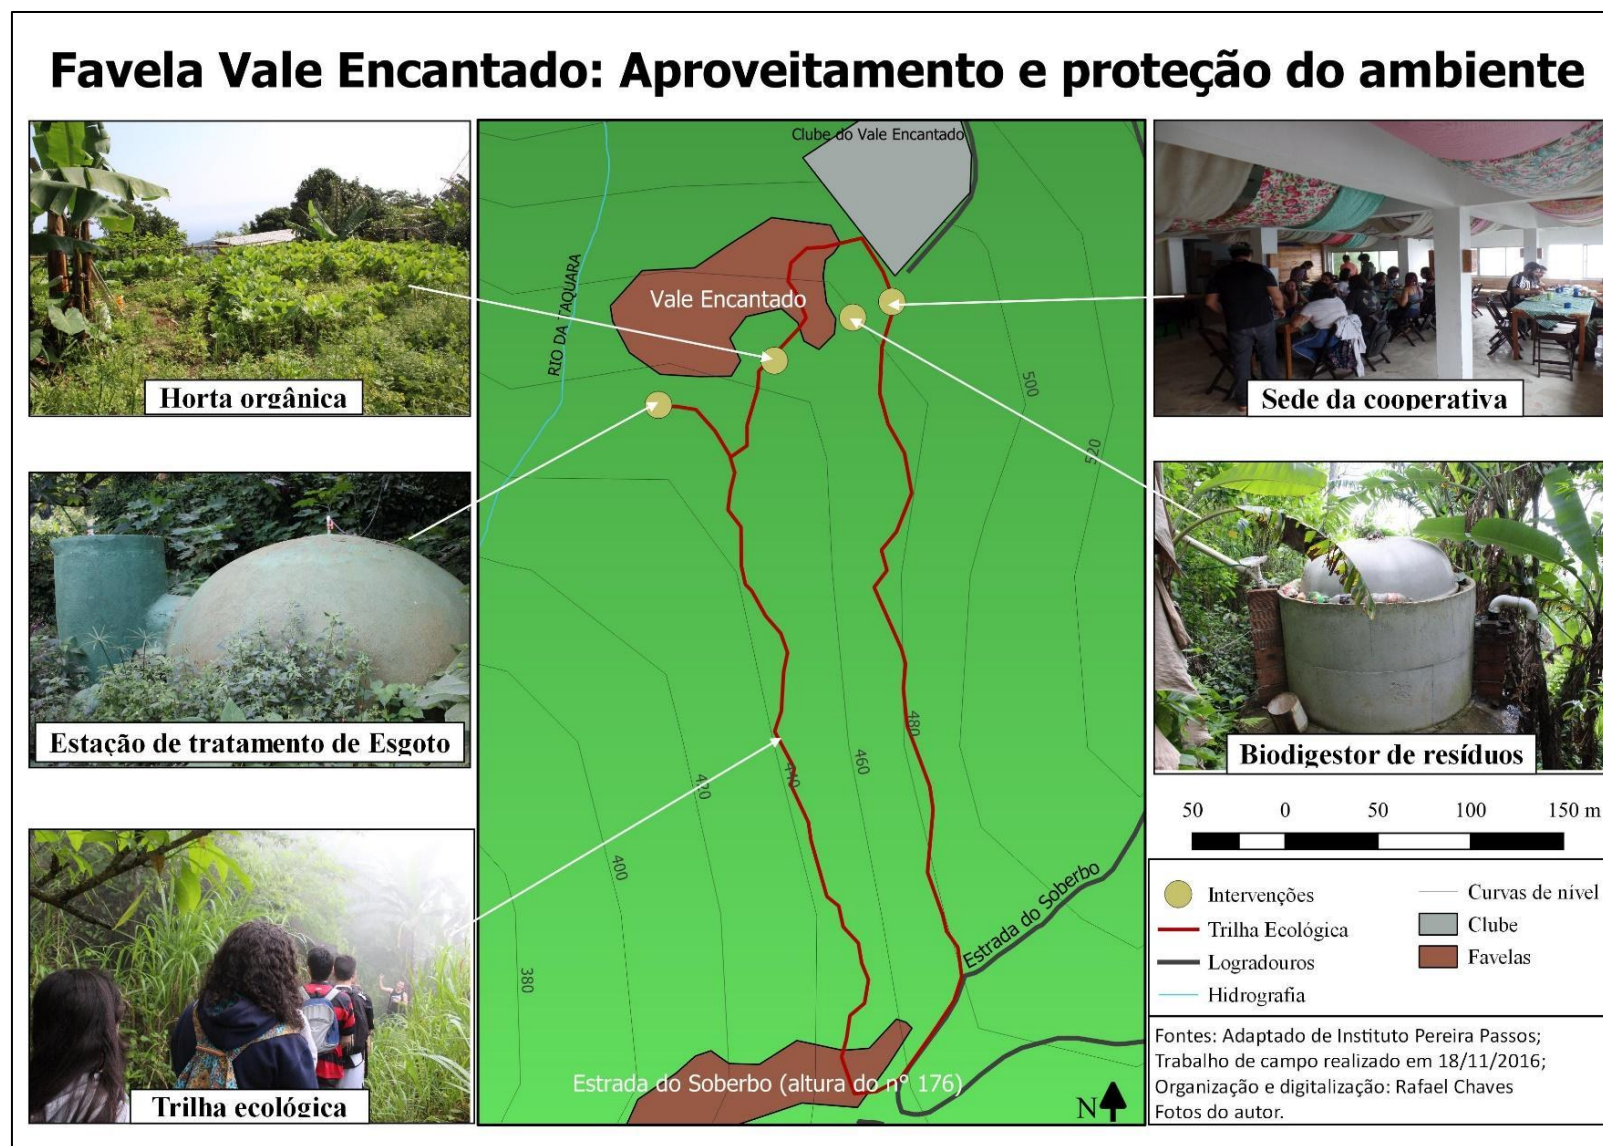 Favela Vale Encantado: Aproveitamento e proteção do ambiente
Horta orgânica
Estação de tratamento de Esgoto
Trilha ecológica
Clube do Vale Encantado
RIO DA TAQUARA
Vale Encantado
500
520
480
460
440
420
400
380
Estrada do Soberbo
Estrada do Soberbo (altura do nº 176)
N
Sede da cooperativa
Biodigestor de resíduos
50 0 50 100 150 m
Intervenções
Trilha Ecológica
Logradouros
Hidrografia
Curvas de nível
Clube
Favelas
Fontes: Adaptado de Instituto Pereira Passos;
Trabalho de campo realizado em 18/11/2016;
Organização e digitalização: Rafael Chaves
Fotos do autor.